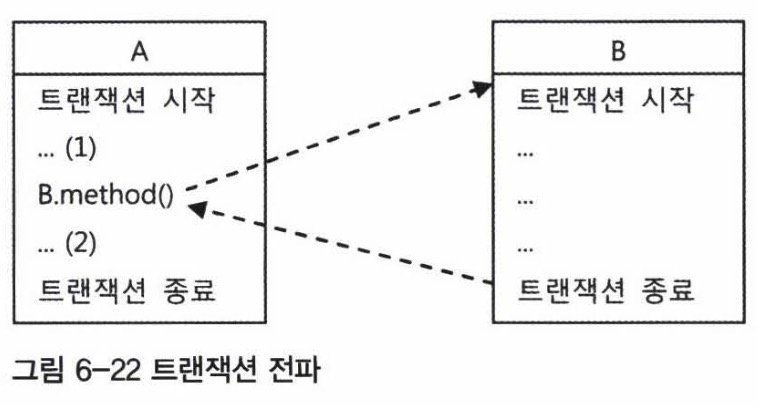 A
트랜잭션 시작
... (1)
B.method()
... (2)
트랜잭션 종료
B
트랜잭션 시작
...
...
...
트랜잭션 종료
그림 6-22 트랜잭션 전파